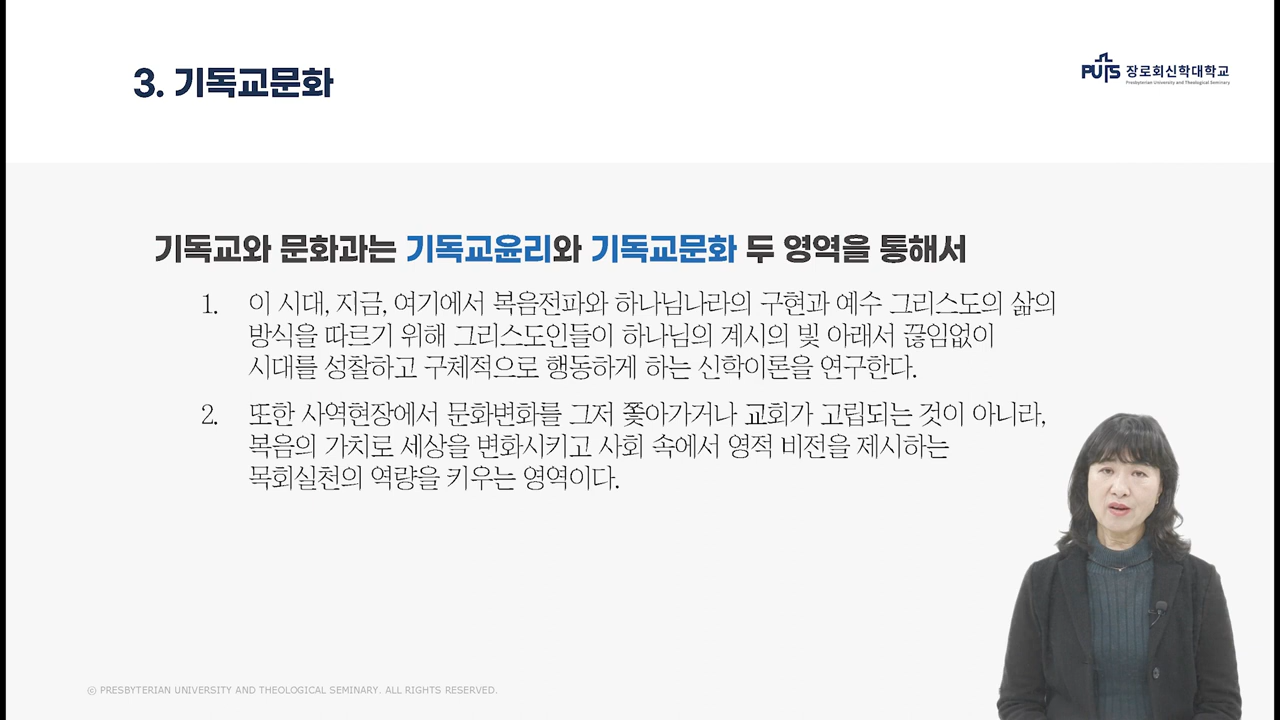 3. 기독교문화
PUTS 장로회신학대학교
Presbyterian University and Theological Seminary
기독교와 문화과는 기독교윤리와 기독교문화 두 영역을 통해서
1. 이 시대, 지금, 여기에서 복음전파와 하나님나라의 구현과 예수 그리스도의 삶의
방식을 따르기 위해 그리스도인들이 하나님의 계시의 빛 아래서 끊임없이
시대를 성찰하고 구체적으로 행동하게 하는 신학이론을 연구한다.
2. 또한 사역현장에서 문화변화를 그저 쫓아가거나 교회가 고립되는 것이 아니라,
복음의 가치로 세상을 변화시키고 사회 속에서 영적 비전을 제시하는
목회실천의 역량을 키우는 영역이다.
ⓒ PRESBYTERIAN UNIVERSITY AND THEOLOGICAL SEMINARY. ALL RIGHTS RESERVED.